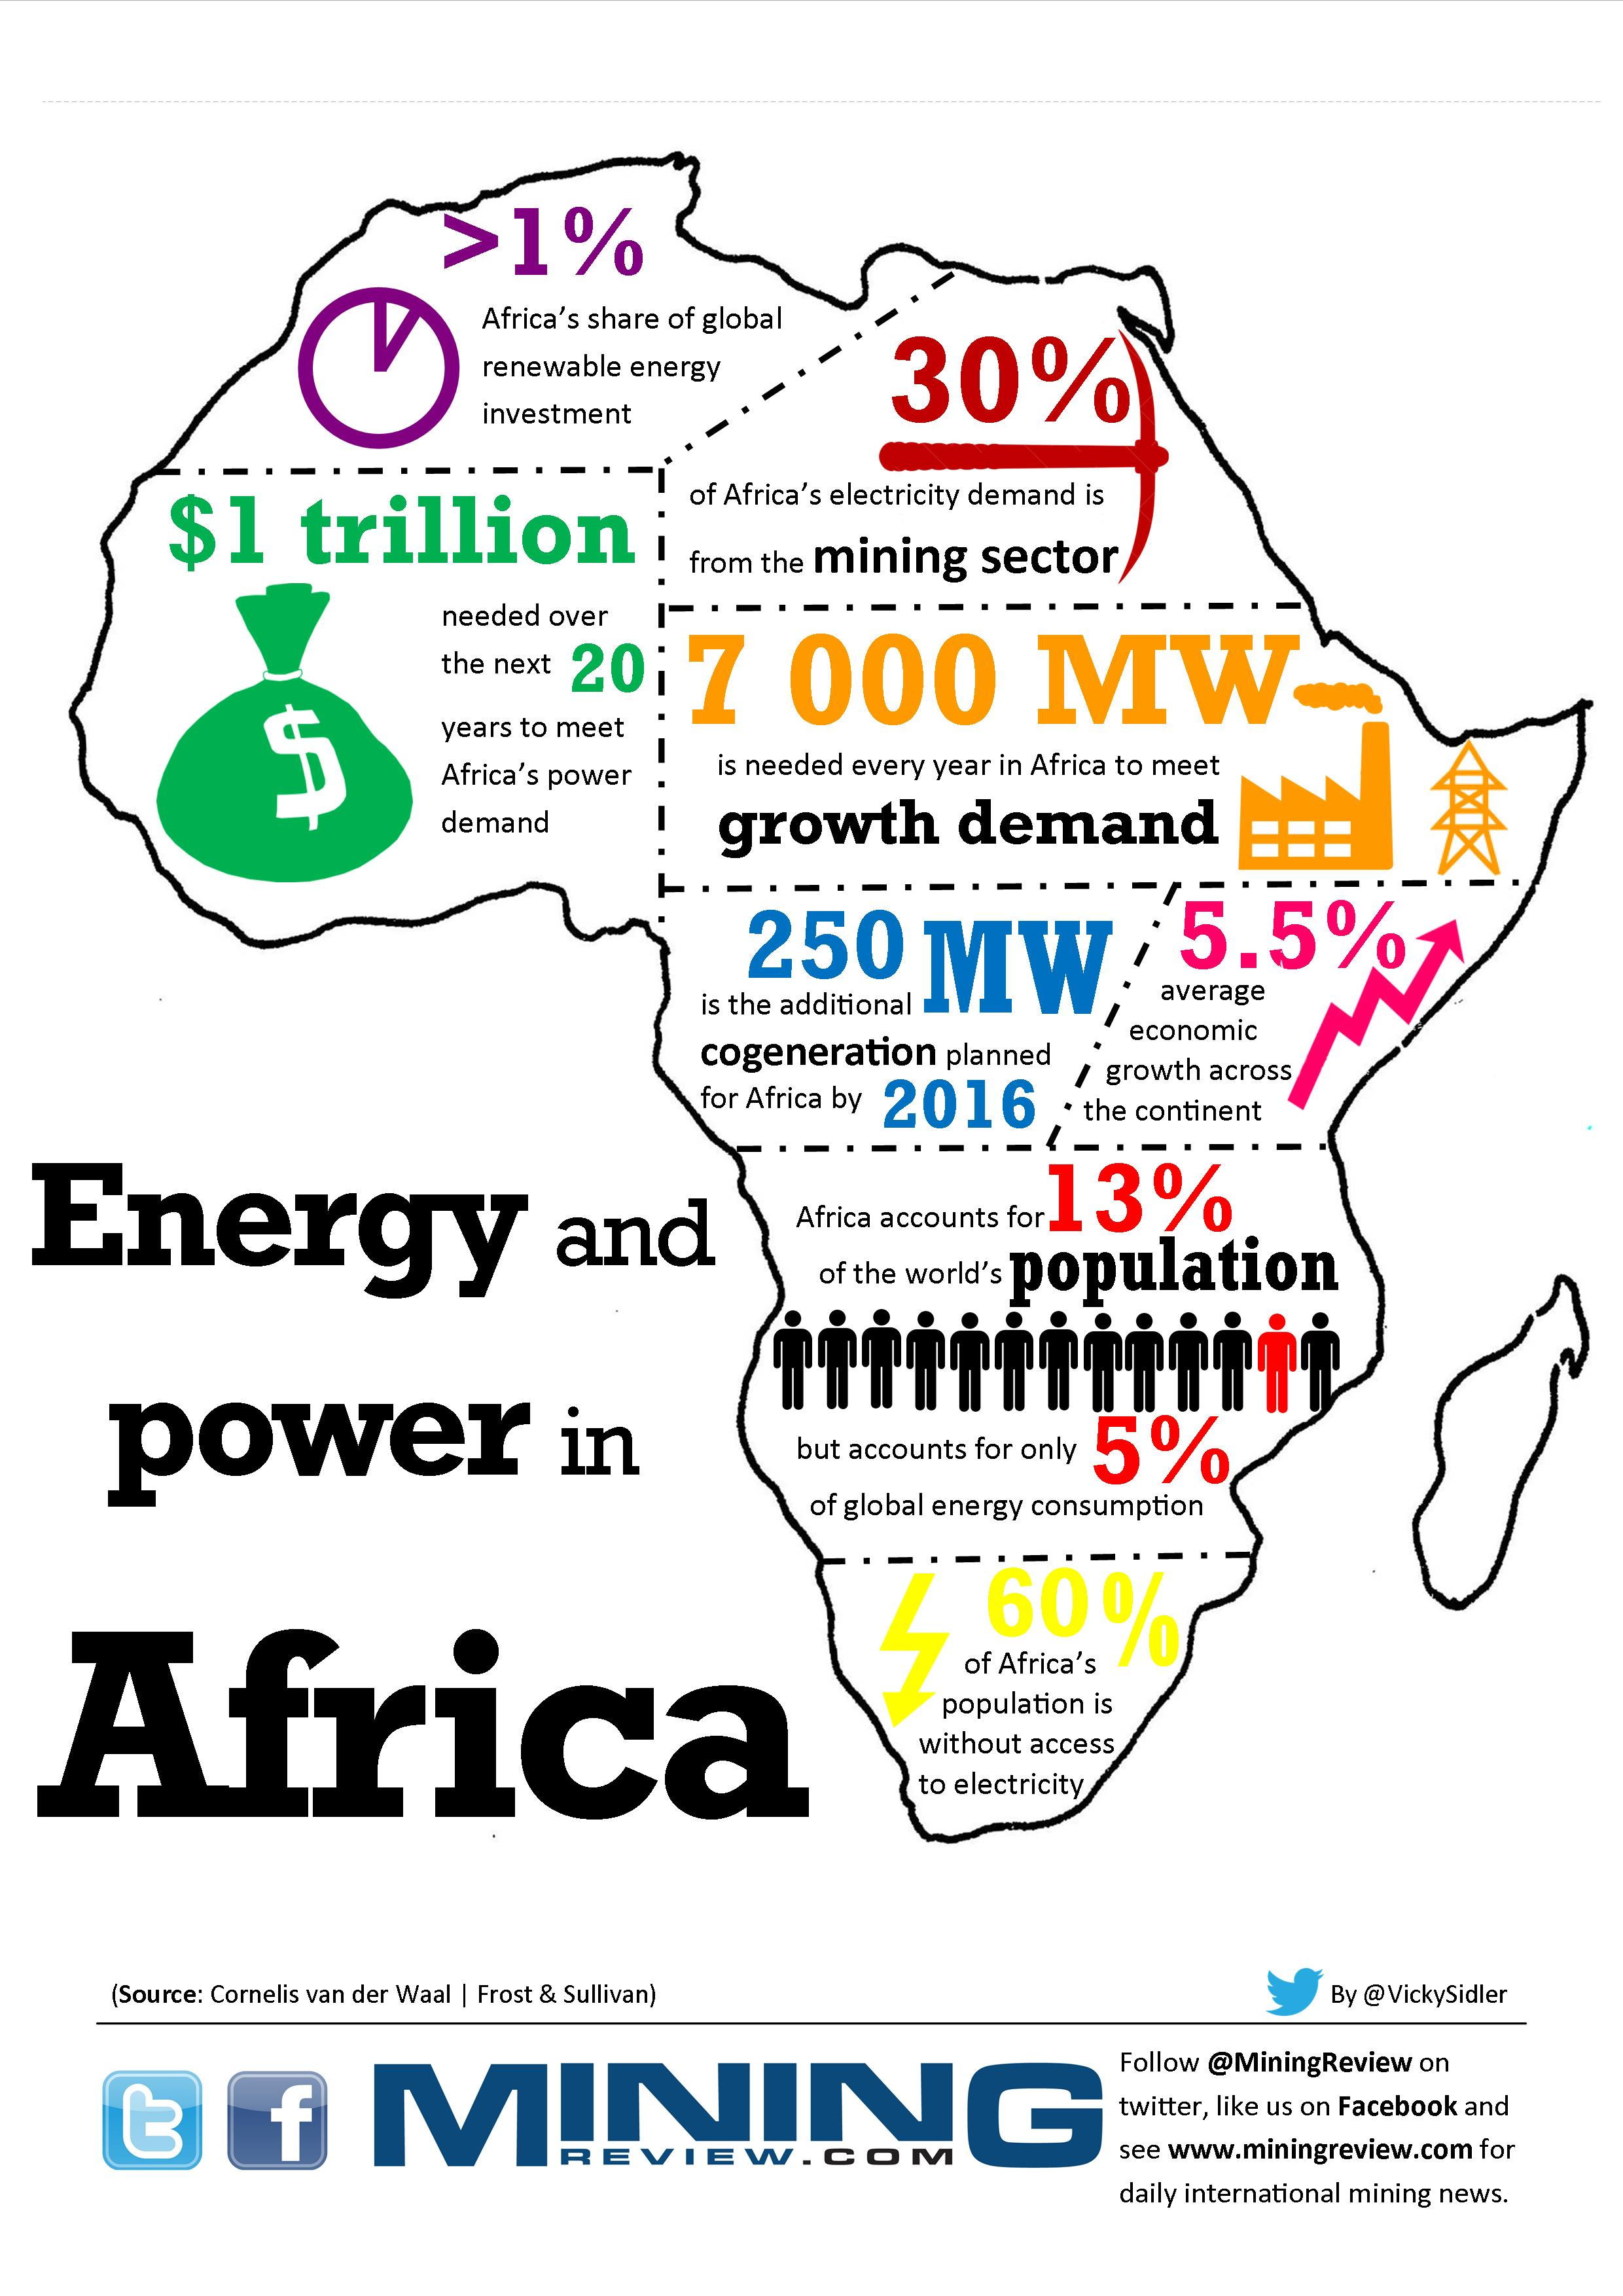 >1%
Africa's share of global
renewable energy
investment
30%
of Africa's electricity demand is
from the mining sector
$1 trillion
needed over
the next 20
years to meet
Africa's power
demand
$
7 000 MW
is needed every year in Africa to meet
growth demand
250 MW
is the additional
cogeneration planned
for Africa by 2016
5.5%
average
economic
growth across
the continent
Africa accounts for 13%
of the world's population
but accounts for only 5%
of global energy consumption
60%
of Africa's
population is
without access
to electricity
Energy and
power in
Africa
(Source: Cornelis van der Waal | Frost & Sullivan)
By @VickySidler
t
f
MINING
REVIEW.COM
Follow @MiningReview on
twitter, like us on Facebook and
see www.miningreview.com for
daily international mining news.